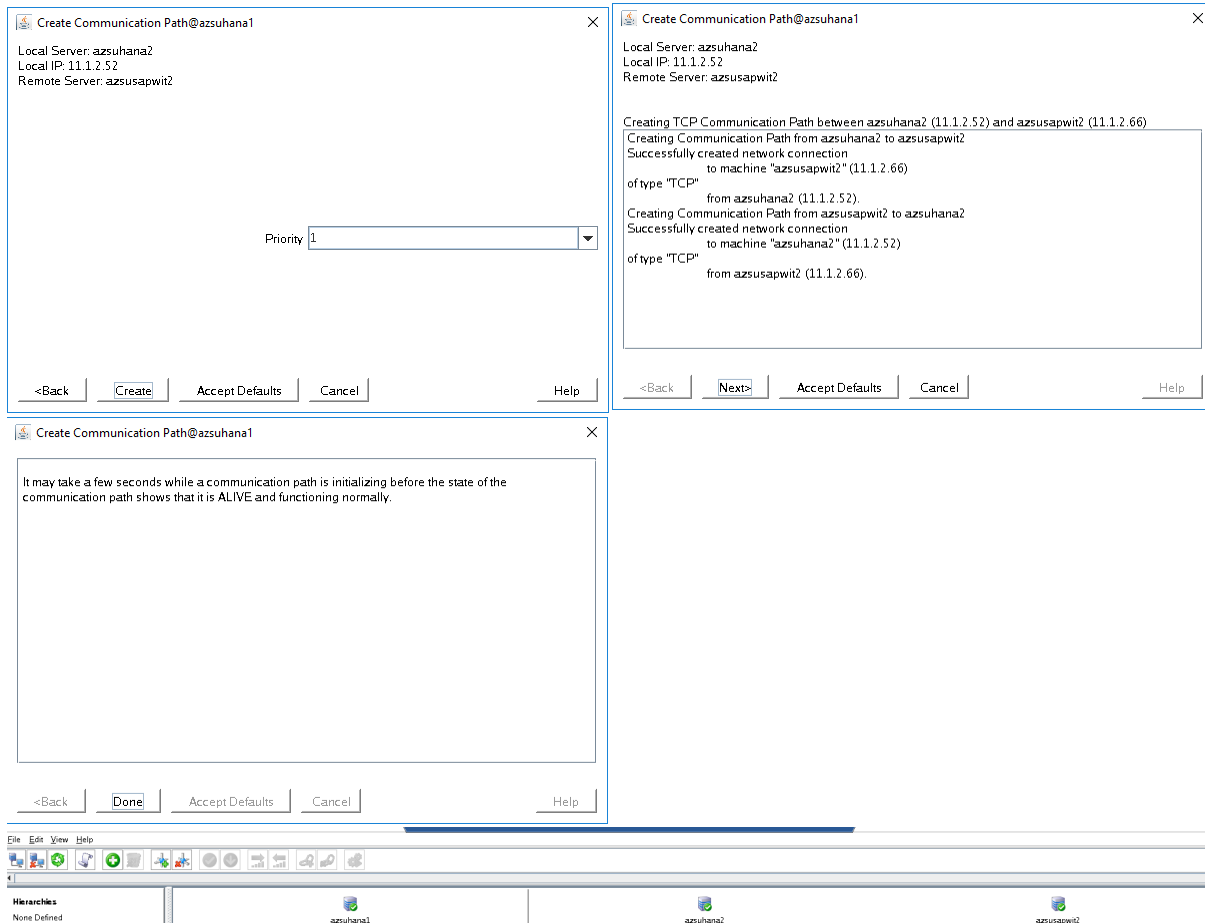 Create Communication Path@azsuhana1
Local Server: azsuhana2
Local IP: 11.1.2.52
Remote Server: azsusapwit2
Priority 1
<Back Create Accept Defaults Cancel Help
Create Communication Path@azsuhana1
Local Server: azsuhana2
Local IP: 11.1.2.52
Remote Server: azsusapwit2
Creating TCP Communication Path between azsuhana2 (11.1.2.52) and azsusapwit2 (11.1.2.66)
Creating Communication Path from azsuhana2 to azsusapwit2
Successfully created network connection
to machine "azsusapwit2" (11.1.2.66)
of type "TCP"
from azsuhana2 (11.1.2.52).
Creating Communication Path from azsusapwit2 to azsuhana2
Successfully created network connection
to machine "azsuhana2" (11.1.2.52)
of type "TCP"
from azsusapwit2 (11.1.2.66).
<Back Next> Accept Defaults Cancel Help
Create Communication Path@azsuhana1
It may take a few seconds while a communication path is initializing before the state of the
communication path shows that it is ALIVE and functioning normally.
<Back Done Accept Defaults Cancel Help
File Edit View Help
Hierarchies
None Defined
azsuhana1 azsuhana2 azsusapwit2